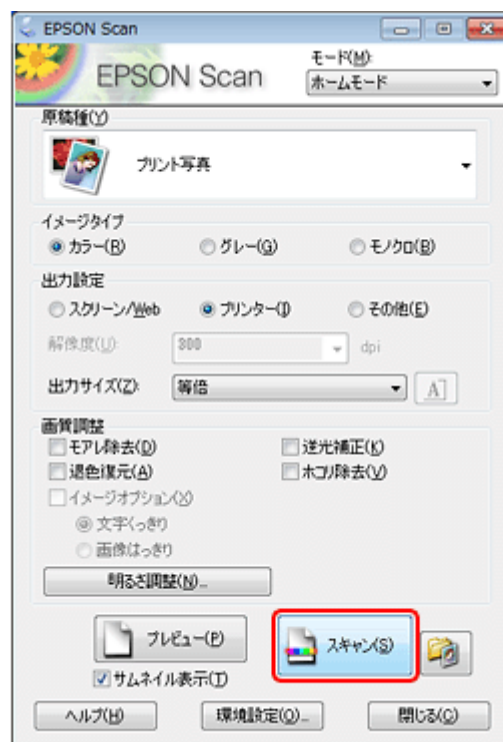 EPSON Scan
EPSON Scan
モード(M):
ホームモード
原稿種(Y)
プリント写真
イメージタイプ
カラー(R) グレー(G) モノクロ(B)
出力設定
スクリーン/Web プリンター(I) その他(E)
解像度(U): 300 dpi
出力サイズ(Z): 等倍
画質調整
モアレ除去(D) 逆光補正(K)
退色復元(A) ホコリ除去(V)
イメージオプション(X)
文字くっきり
画像はっきり
明るさ調整(N)...
プレビュー(P) スキャン(S)
サムネイル表示(T)
ヘルプ(H) 環境設定(O)... 閉じる(C)